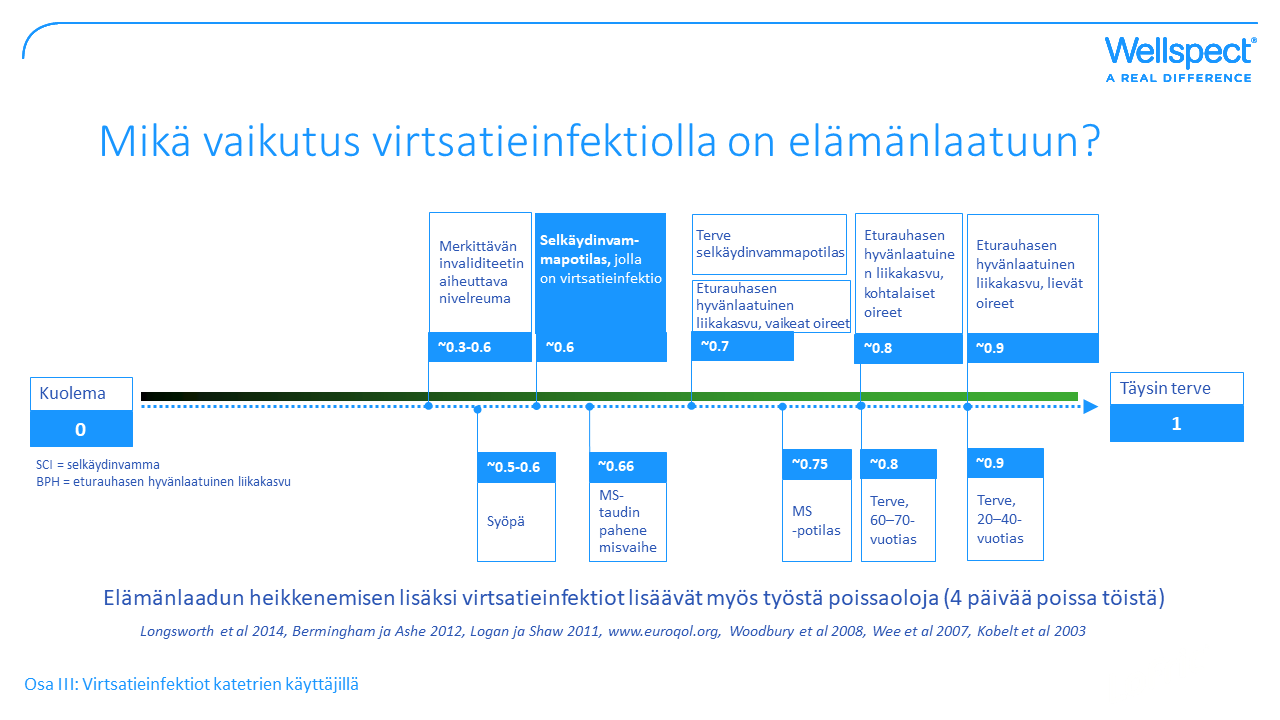 Wellspect®
A REAL DIFFERENCE
Mikä vaikutus virtsatieinfektiolla on elämänlaatuun?
Merkittävän
invaliditeetin
aiheuttava
nivelreuma
~0.3-0.6
Selkäydinvam-
mapotilas, jolla
on virtsatieinfektio
~0.6
Terve
selkäydinvammapotilas
Eturauhasen
hyvänlaatuinen
liikakasvu, vaikeat oireet
~0.7
Eturauhasen
hyvänlaatuine
n liikakasvu,
kohtalaiset
oireet
~0.8
Eturauhasen
hyvänlaatuinen
liikakasvu, lievät
oireet
~0.9
Kuolema
0
Täysin terve
1
SCI = selkäydinvamma
BPH = eturauhasen hyvänlaatuinen liikakasvu
~0.5-0.6
Syöpä
~0.66
MS-
taudin
pahene
misvaihe
~0.75
MS
-potilas
~0.8
Terve,
60–70-
vuotias
~0.9
Terve,
20–40-
vuotias
Elämänlaadun heikkenemisen lisäksi virtsatieinfektiot lisäävät myös työstä poissaoloja (4 päivää poissa töistä)
Longsworth et al 2014, Bermingham ja Ashe 2012, Logan ja Shaw 2011, www.euroqol.org, Woodbury et al 2008, Wee et al 2007, Kobelt et al 2003
Osa III: Virtsatieinfektiot katetrien käyttäjillä